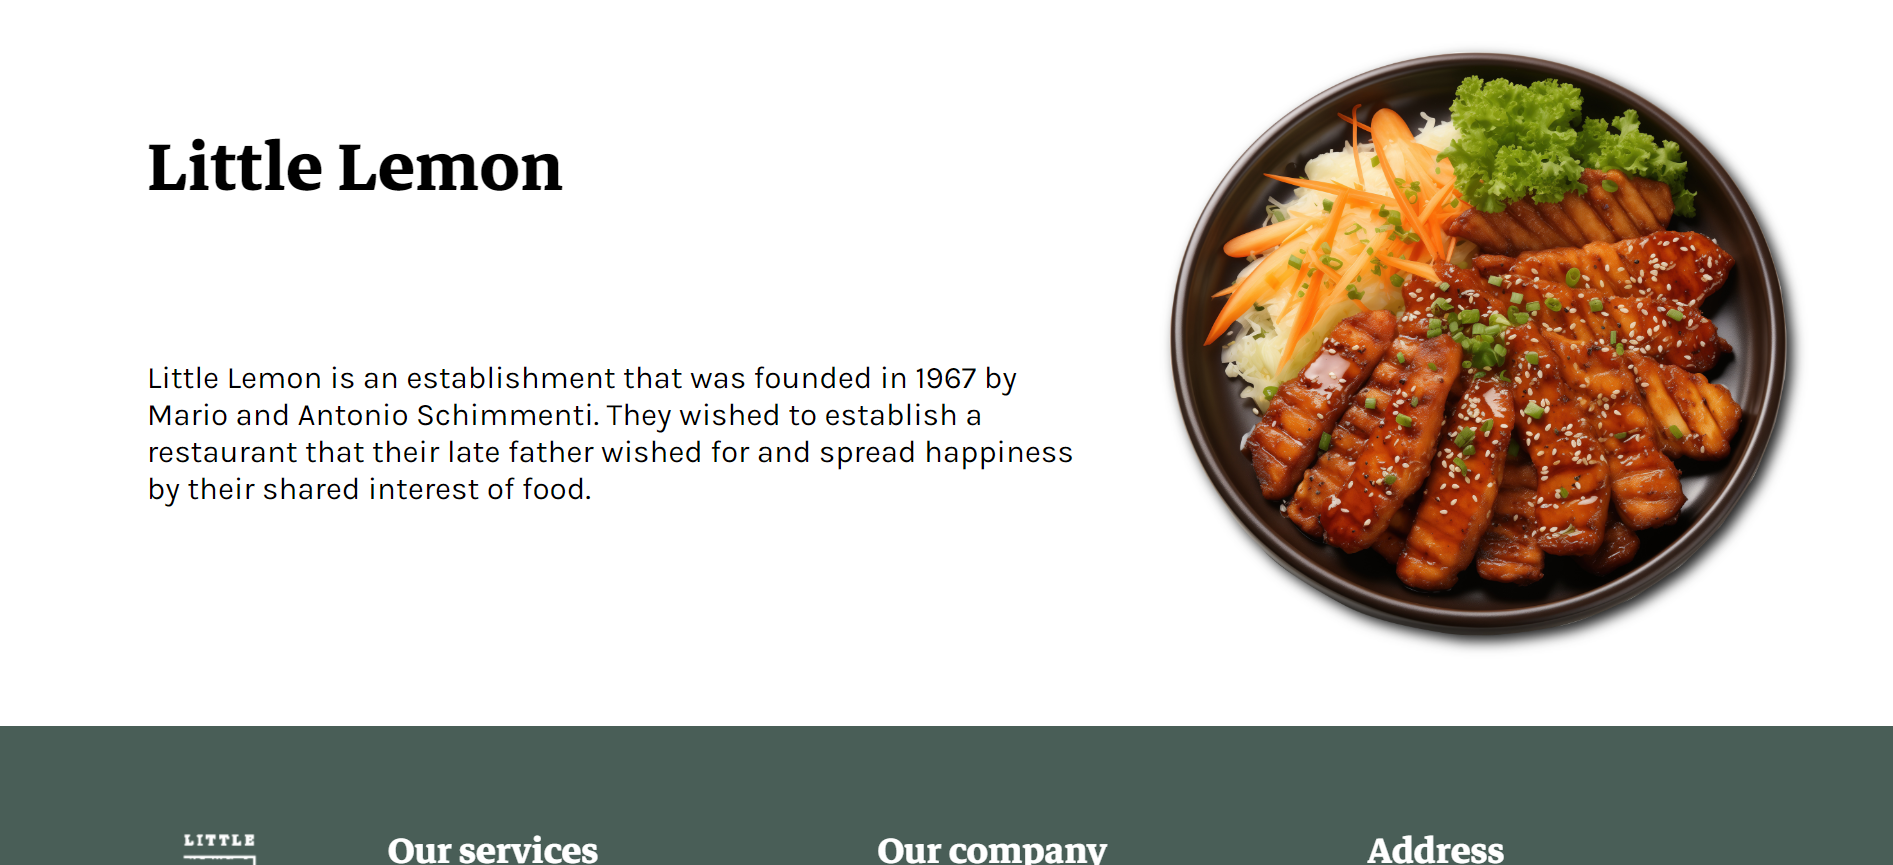 Little Lemon
Little Lemon is an establishment that was founded in 1967 by
Mario and Antonio Schimmenti. They wished to establish a
restaurant that their late father wished for and spread happiness
by their shared interest of food.
LITTLE
Our services
Our company
Address